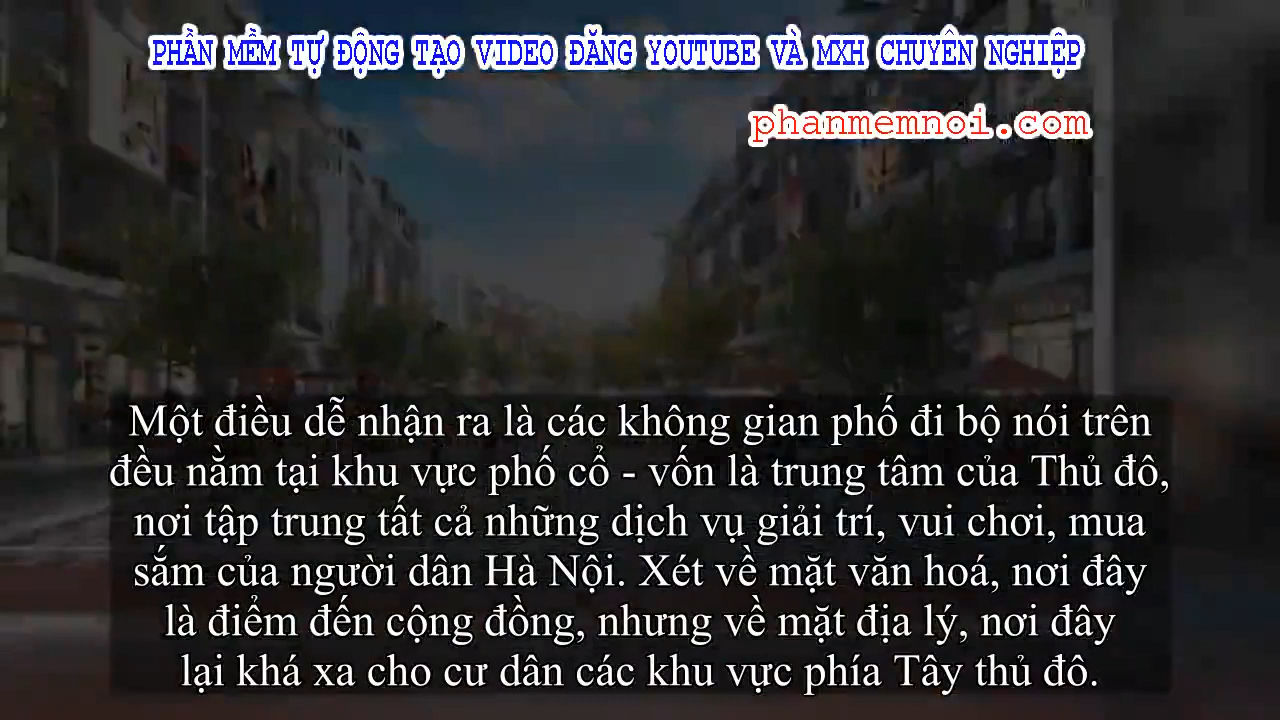 PHẦN MỀM TỰ ĐỘNG TẠO VIDEO ĐĂNG YOUTUBE VÀ MXH CHUYÊN NGHIỆP
phanmemnoi.com
Một điều dễ nhận ra là các không gian phố đi bộ nói trên
đều nằm tại khu vực phố cổ - vốn là trung tâm của Thủ đô,
nơi tập trung tất cả những dịch vụ giải trí, vui chơi, mua
sắm của người dân Hà Nội. Xét về mặt văn hoá, nơi đây
là điểm đến cộng đồng, nhưng về mặt địa lý, nơi đây
lại khá xa cho cư dân các khu vực phía Tây thủ đô.